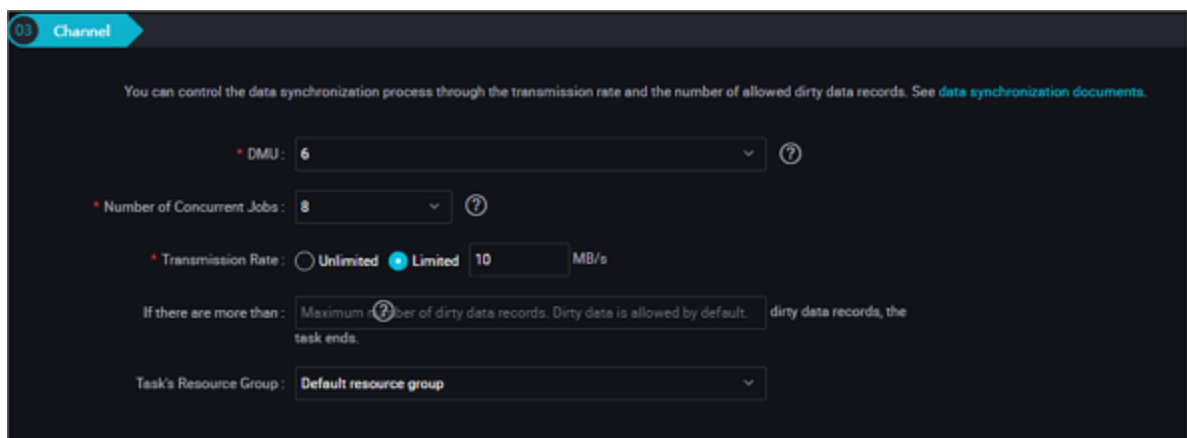 03 Channel
You can control the data synchronization process through the transmission rate and the number of allowed dirty data records. See data synchronization documents.
* DMU : 6 ?
* Number of Concurrent Jobs : 8 ?
* Transmission Rate : Unlimited Limited 10 MB/s
If there are more than : Maximum number of dirty data records. Dirty data is allowed by default. ? dirty data records, the
task ends.
Task's Resource Group : Default resource group